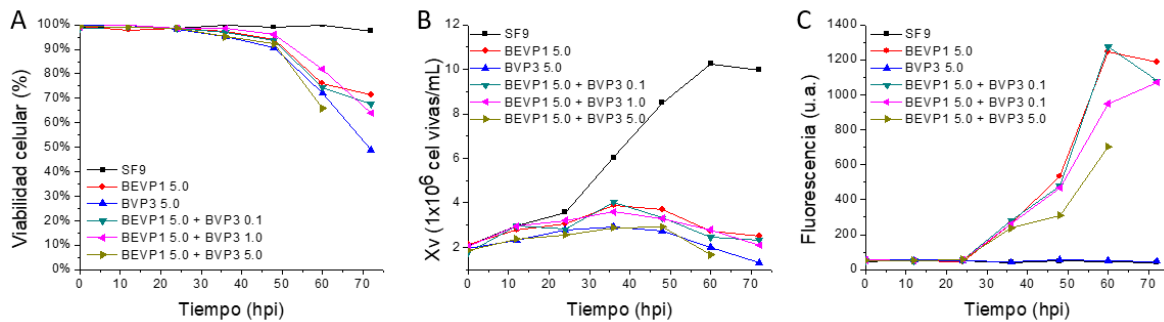 A
100%
90%
80%
70%
60%
50%
40%
30%
20%
10%
0%
Viabilidad celular (%)
SF9
BEVP1 5.0
BVP3 5.0
BEVP1 5.0 + BVP3 0.1
BEVP1 5.0 + BVP3 1.0
BEVP1 5.0 + BVP3 5.0
0 10 20 30 40 50 60 70 80
Tiempo (hpi)
B
12
10
8
6
4
2
Xv (1x10⁶ cel vivas/mL)
SF9
BEVP1 5.0
BVP3 5.0
BEVP1 5.0 + BVP3 0.1
BEVP1 5.0 + BVP3 1.0
BEVP1 5.0 + BVP3 5.0
0 10 20 30 40 50 60 70 80
Tiempo (hpi)
C
1400
1200
1000
800
600
400
200
0
Fluorescencia (u.a.)
SF9
BEVP1 5.0
BVP3 5.0
BEVP1 5.0 + BVP3 0.1
BEVP1 5.0 + BVP3 0.1
BEVP1 5.0 + BVP3 5.0
0 10 20 30 40 50 60 70 80
Tiempo (hpi)